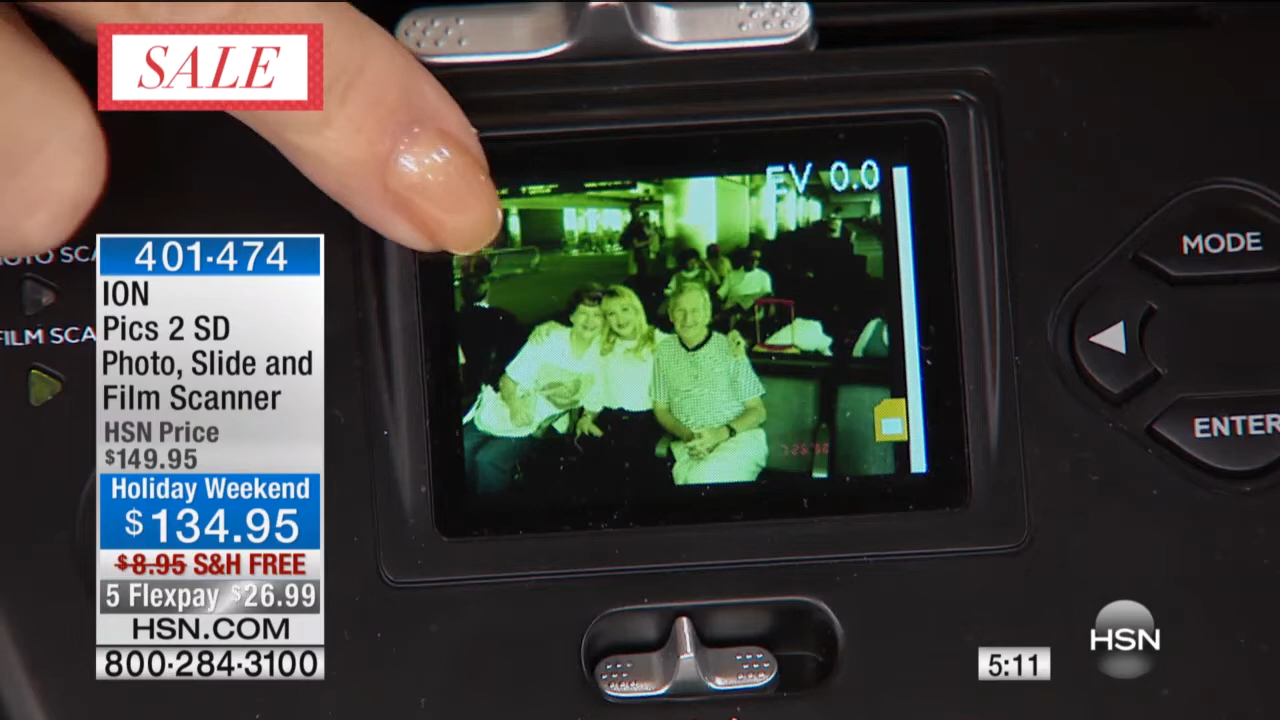 SALE
401·474
ION
Pics 2 SD
Photo, Slide and
Film Scanner
HSN Price
$149.95
Holiday Weekend
$134.95
$8.95 S&H FREE
5 Flexpay $26.99
HSN.COM
800·284·3100
FILM SCA
EV 0.0
MODE
ENTER
5:11
HSN